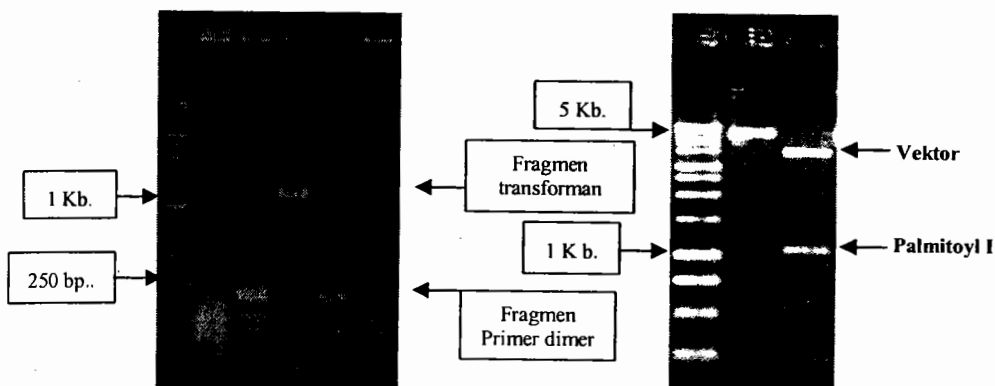 1 Kb.
250 bp..
5 Kb.
Fragmen
transforman
1 K b.
Fragmen
Primer dimer
Vektor
Palmitoyl I